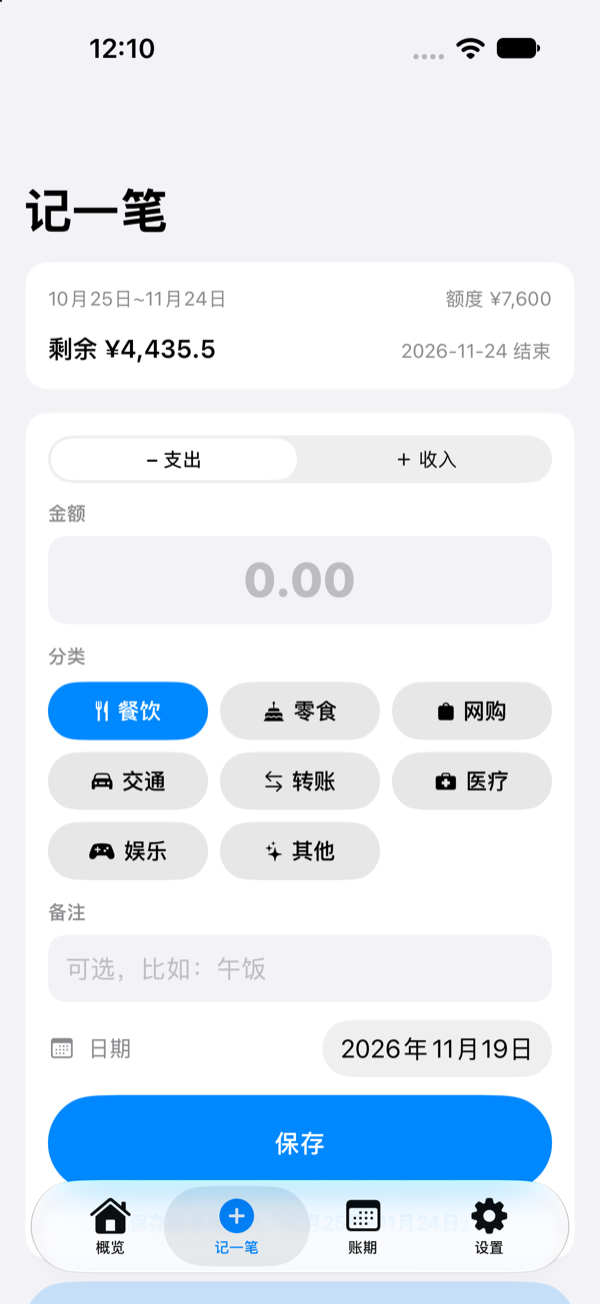 12:10
记一笔
10月25日~11月24日
额度 ¥7,600
剩余 ¥4,435.5
2026-11-24 结束
– 支出
+ 收入
金额
0.00
分类
餐饮
零食
网购
交通
转账
医疗
娱乐
其他
备注
可选，比如：午饭
日期
2026年11月19日
保存
概览
记一笔
账期
设置